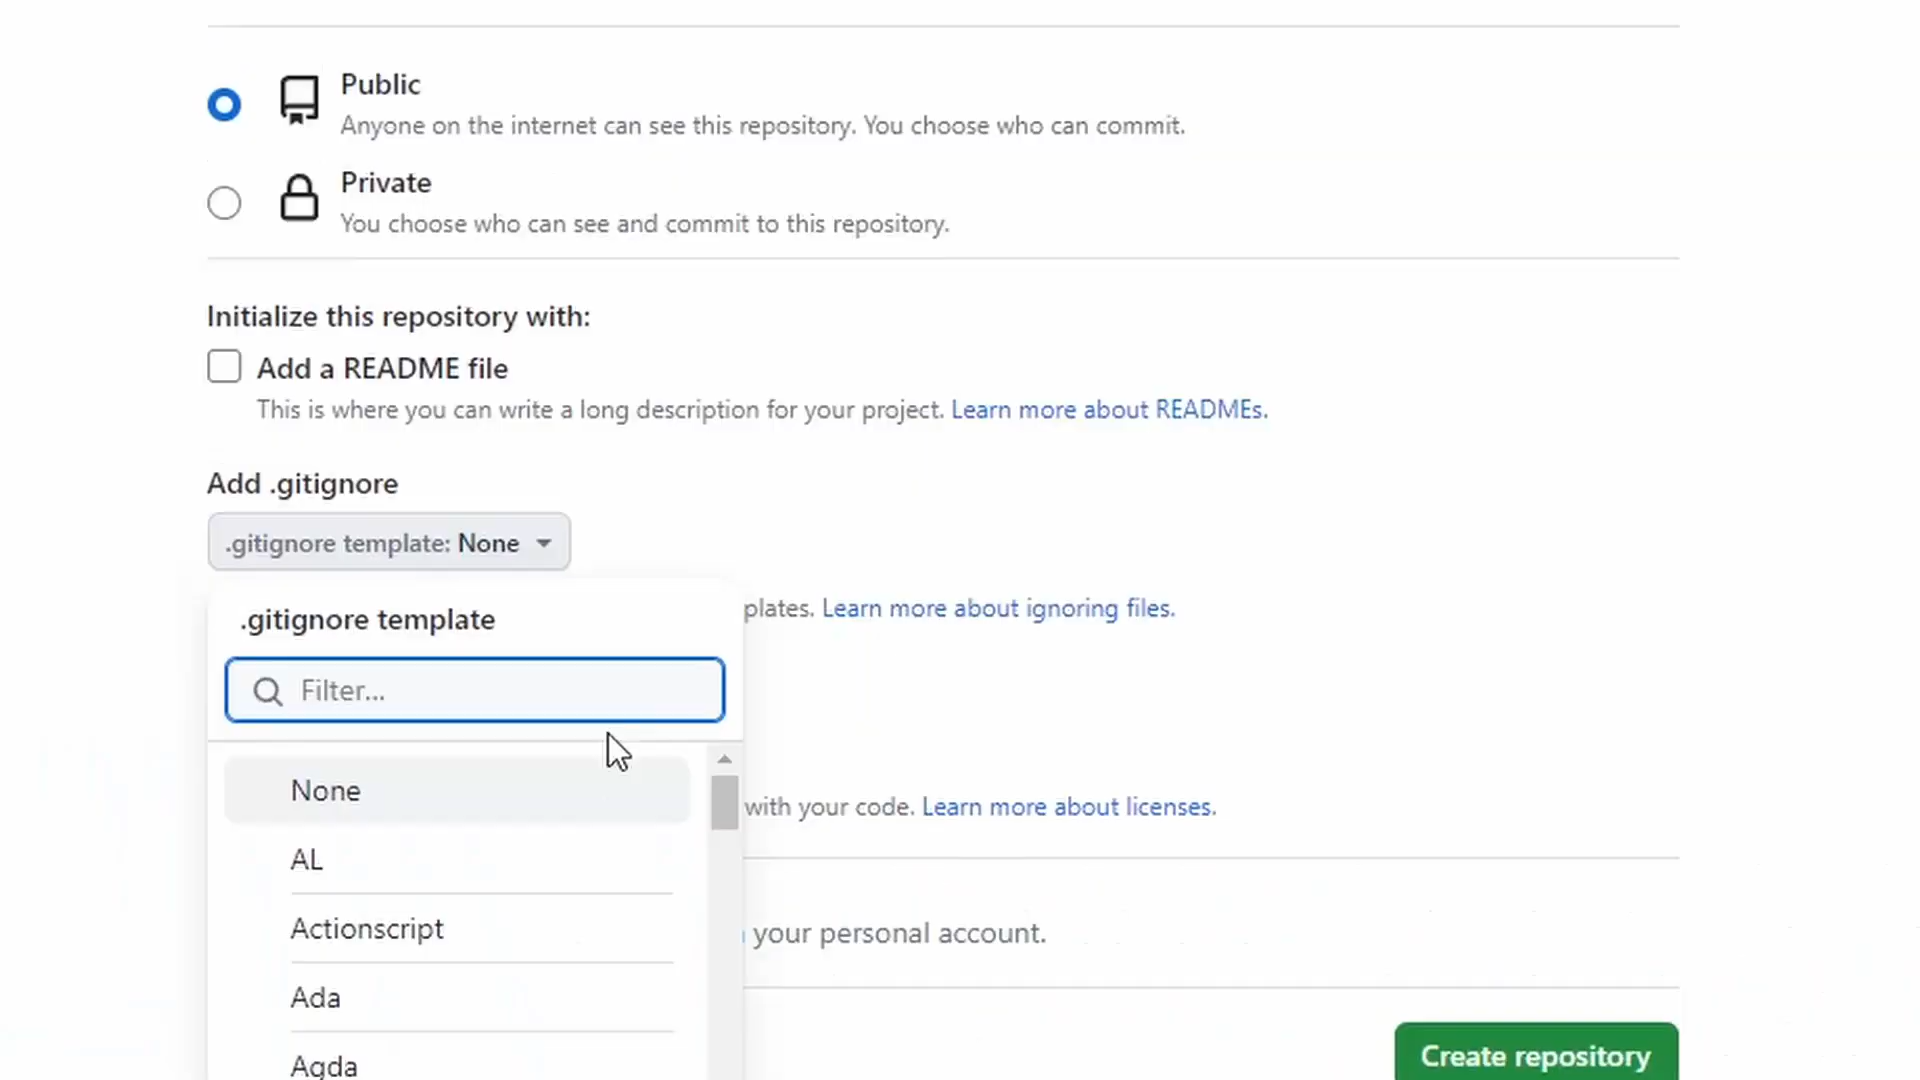 Public
Anyone on the internet can see this repository. You choose who can commit.
Private
You choose who can see and commit to this repository.
Initialize this repository with:
Add a README file
This is where you can write a long description for your project. Learn more about READMEs.
Add .gitignore
.gitignore template: None
.gitignore template
plates. Learn more about ignoring files.
Filter...
None
with your code. Learn more about licenses.
AL
Actionscript
your personal account.
Ada
Agda
Create repository